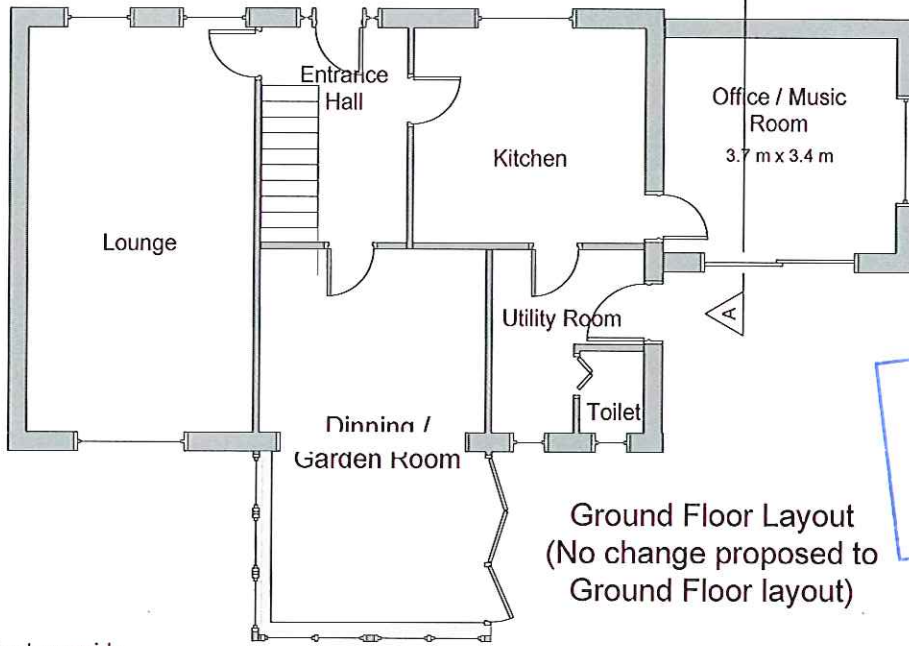 Entrance
Hall
Office / Music
Room
3.7 m x 3.4 m
Kitchen
Lounge
Utility Room
A
Toilet
Dinning /
Garden Room
Ground Floor Layout
(No change proposed to
Ground Floor layout)